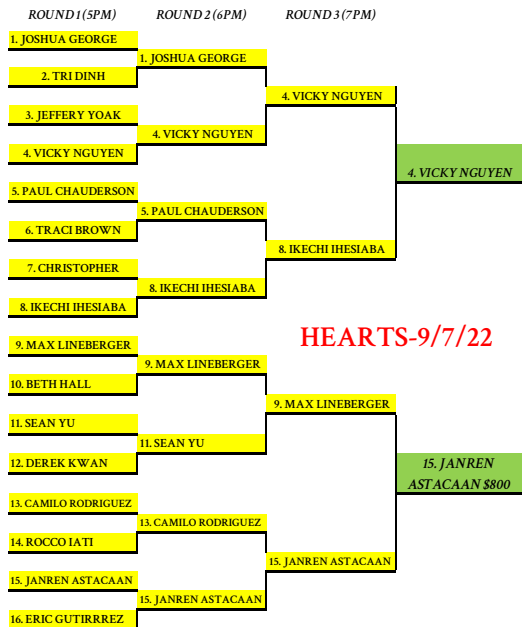 ROUND 1 (5PM)
ROUND 2 (6PM)
ROUND 3 (7PM)
1. JOSHUA GEORGE
2. TRI DINH
3. JEFFERY YOAK
4. VICKY NGUYEN
5. PAUL CHAUDERSON
6. TRACI BROWN
7. CHRISTOPHER
8. IKECHI IHESIABA
9. MAX LINEBERGER
10. BETH HALL
11. SEAN YU
12. DEREK KWAN
13. CAMILO RODRIGUEZ
14. ROCCO IATI
15. JANREN ASTACAAN
16. ERIC GUTIRRREZ
1. JOSHUA GEORGE
4. VICKY NGUYEN
5. PAUL CHAUDERSON
8. IKECHI IHESIABA
9. MAX LINEBERGER
11. SEAN YU
13. CAMILO RODRIGUEZ
15. JANREN ASTACAAN
4. VICKY NGUYEN
8. IKECHI IHESIABA
9. MAX LINEBERGER
15. JANREN ASTACAAN
4. VICKY NGUYEN
HEARTS-9/7/22
15. JANREN
ASTACAAN $800